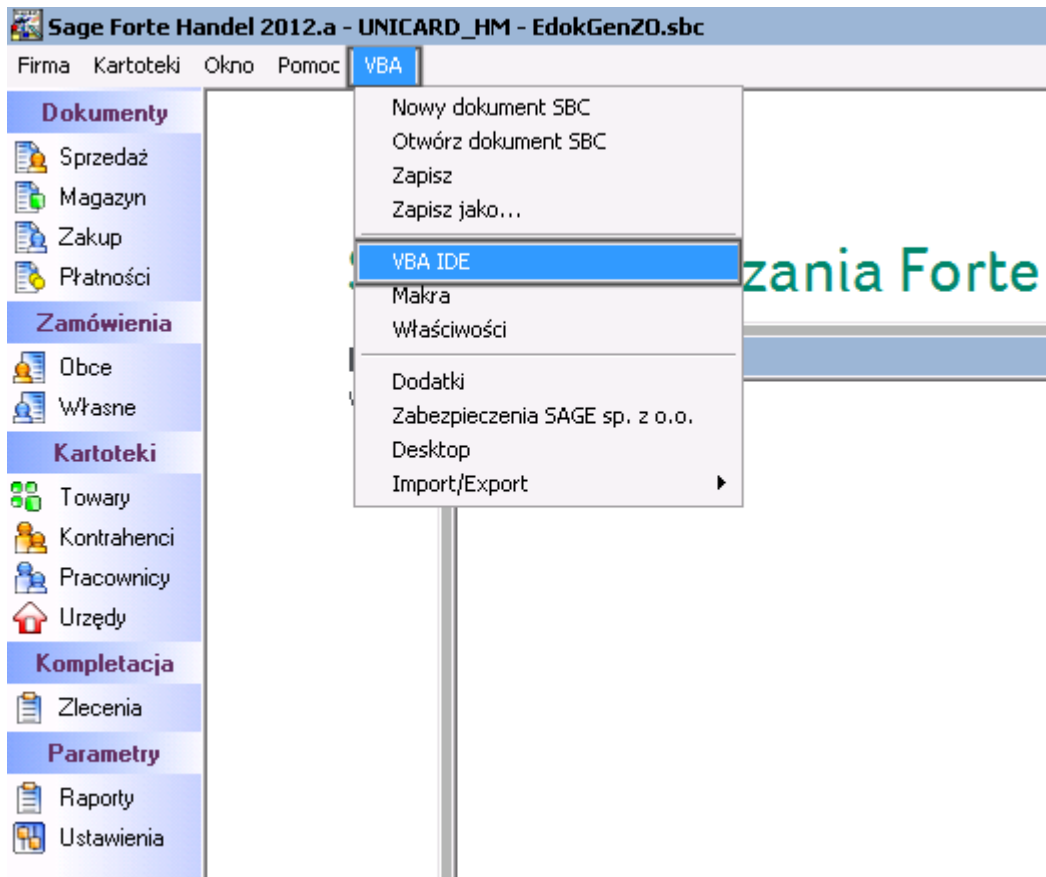 Sage Forte Handel 2012.a - UNICARD_HM - EdokGenZO.sbc
Firma Kartoteki Okno Pomoc VBA
Dokumenty
Sprzedaż
Magazyn
Zakup
Płatności
Zamówienia
Obce
Własne
Kartoteki
Towary
Kontrahenci
Pracownicy
Urzędy
Kompletacja
Zlecenia
Parametry
Raporty
Ustawienia
Nowy dokument SBC
Otwórz dokument SBC
Zapisz
Zapisz jako...
VBA IDE
Makra
Właściwości
Dodatki
Zabezpieczenia SAGE sp. z o.o.
Desktop
Import/Export
zania Forte